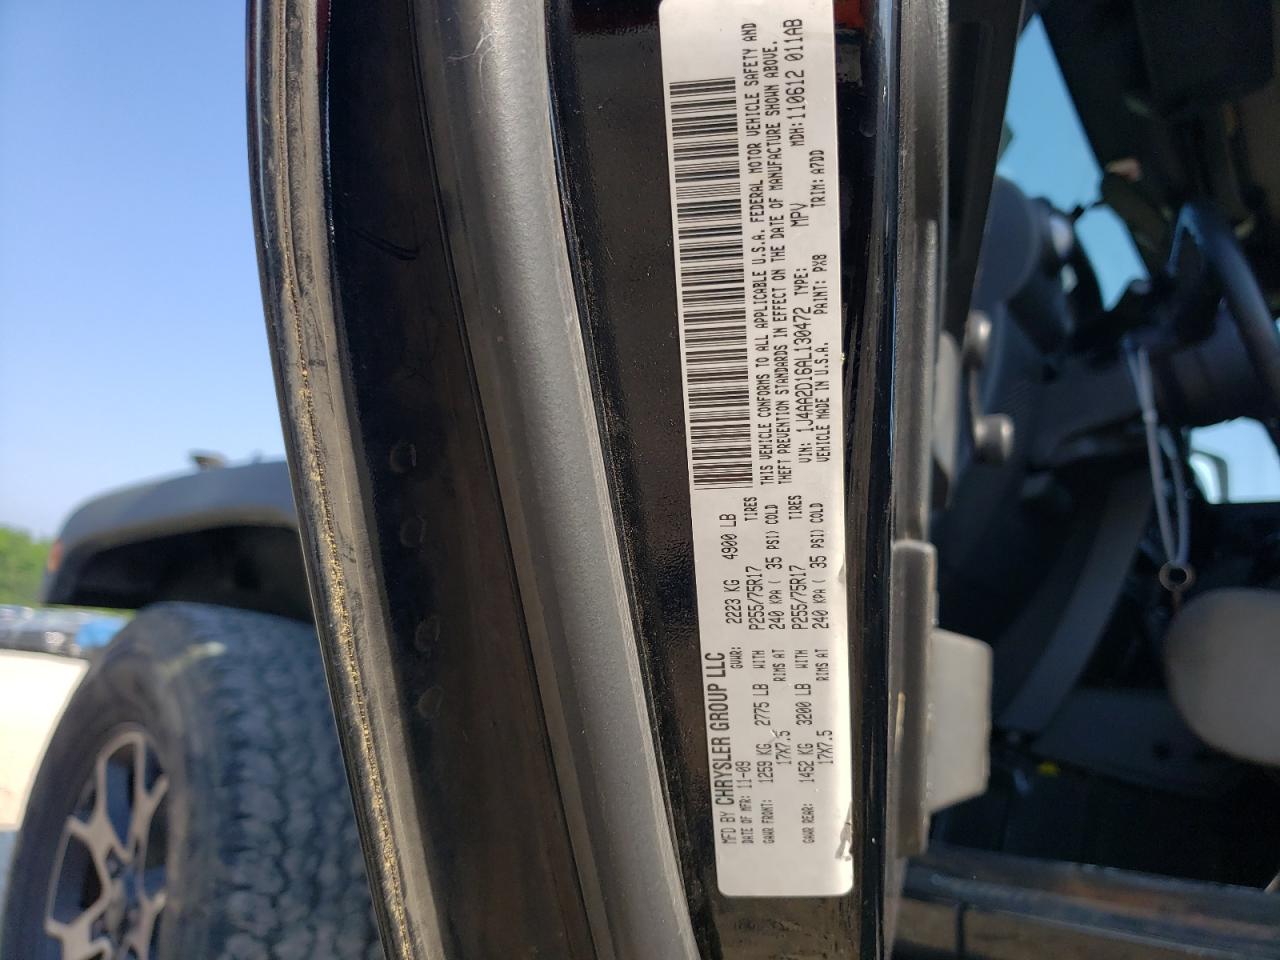 MFD BY CHRYSLER GROUP LLC
DATE OF MFR: 11-09 GVWR: 2223 KG 4900 LB
GAWR FRONT: 1259 KG 2775 LB WITH P255/75R17 TIRES
17X7.5 RIMS AT 240 KPA ( 35 PSI) COLD
GAWR REAR: 1452 KG 3200 LB WITH P255/75R17 TIRES
17X7.5 RIMS AT 240 KPA ( 35 PSI) COLD
THIS VEHICLE CONFORMS TO ALL APPLICABLE U.S.A. FEDERAL MOTOR VEHICLE SAFETY AND
THEFT PREVENTION STANDARDS IN EFFECT ON THE DATE OF MANUFACTURE SHOWN ABOVE.
VIN: 1J4AA2D16AL130472 TYPE: MPV MDH: 110612 011AB
VEHICLE MADE IN U.S.A. PAINT: PX8 TRIM: A7DD